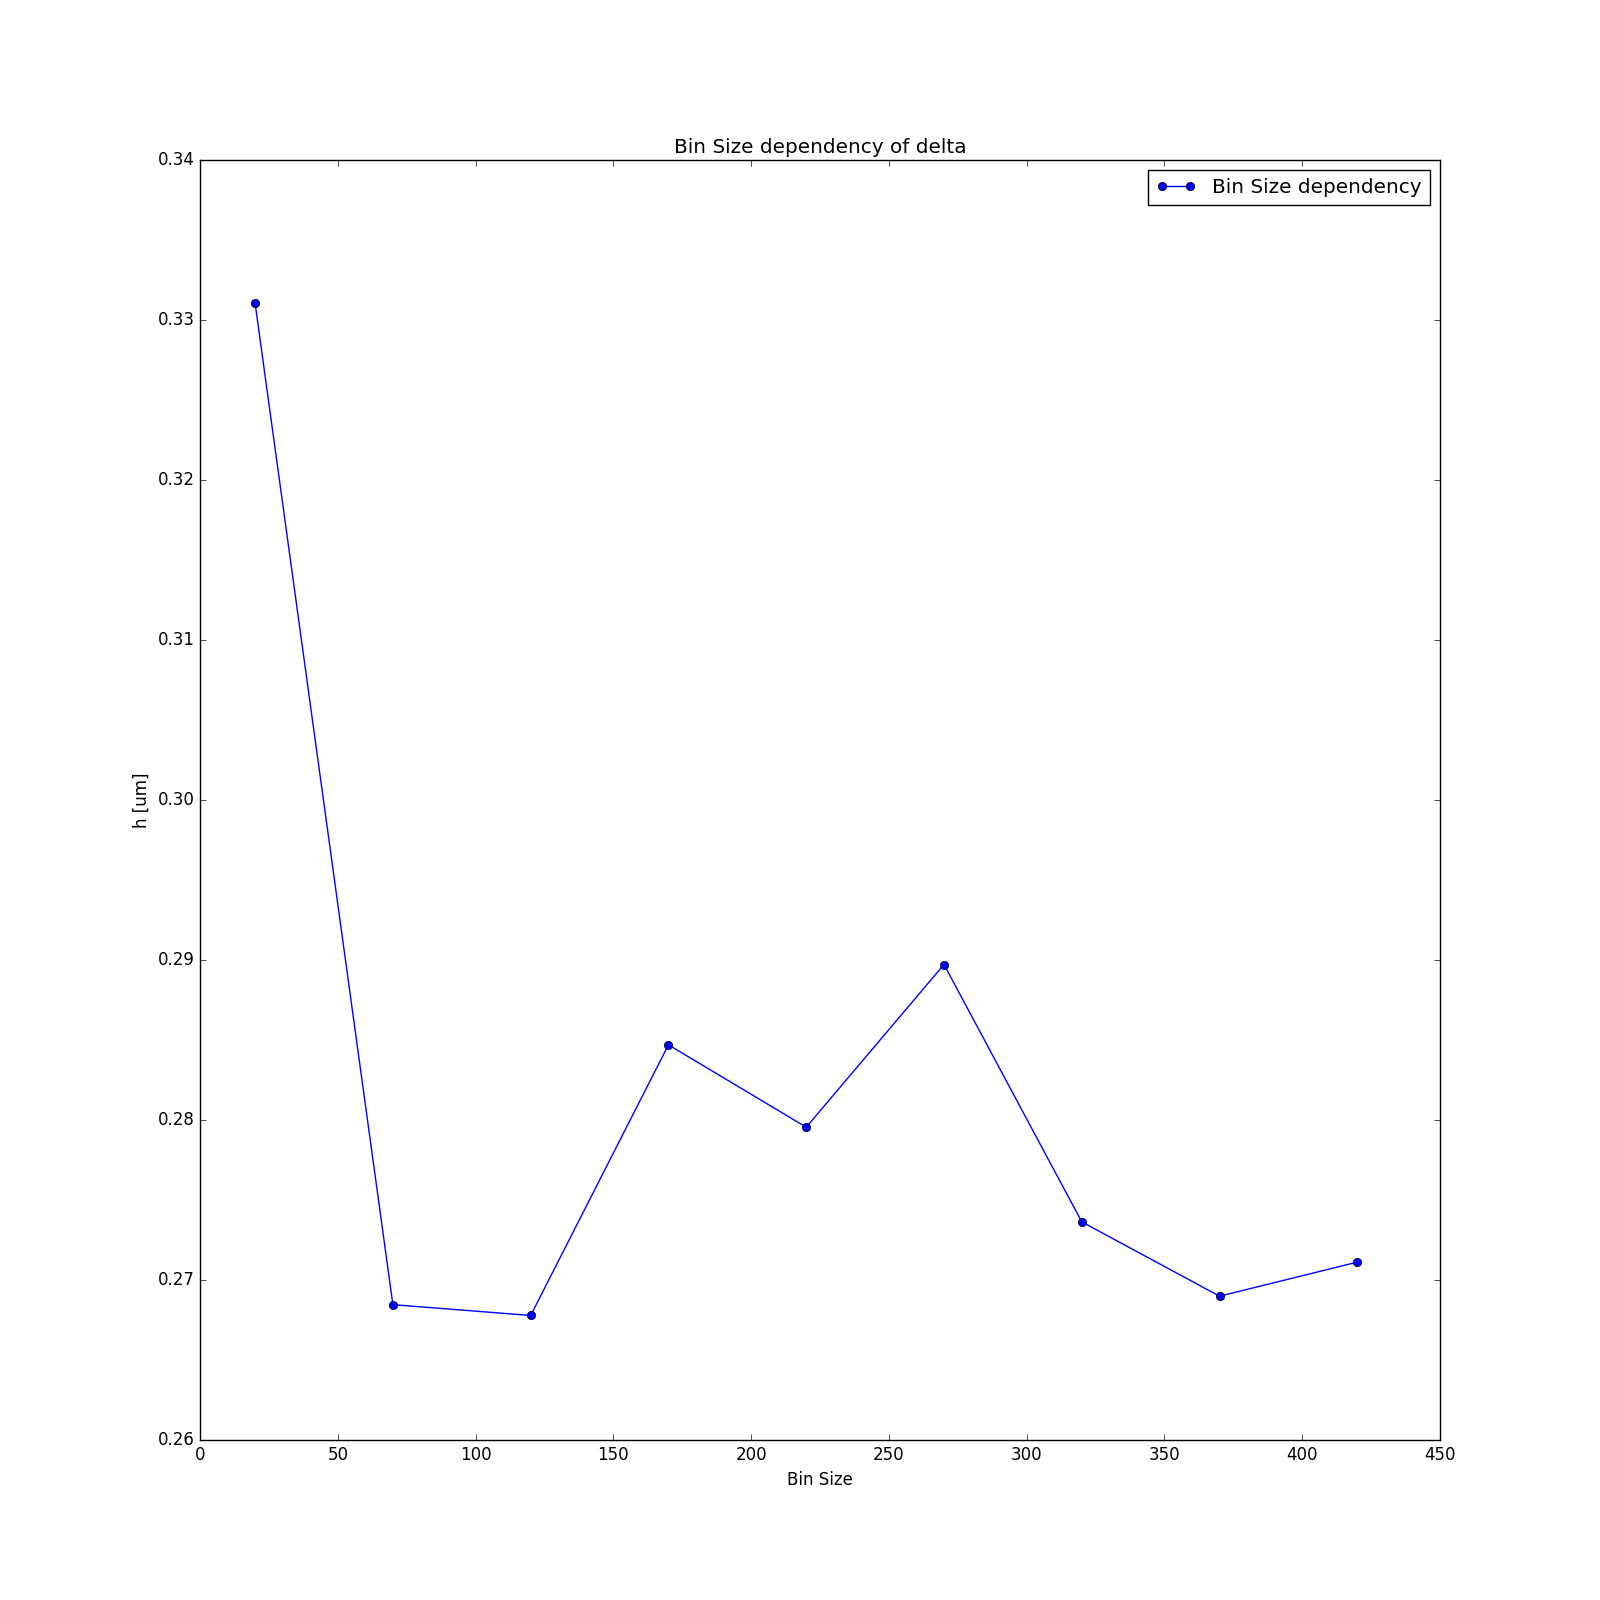 Bin Size dependency of delta
Bin Size dependency
0.34
0.33
0.32
0.31
0.30
0.29
0.28
0.27
0.26
h [um]
0 50 100 150 200 250 300 350 400 450
Bin Size